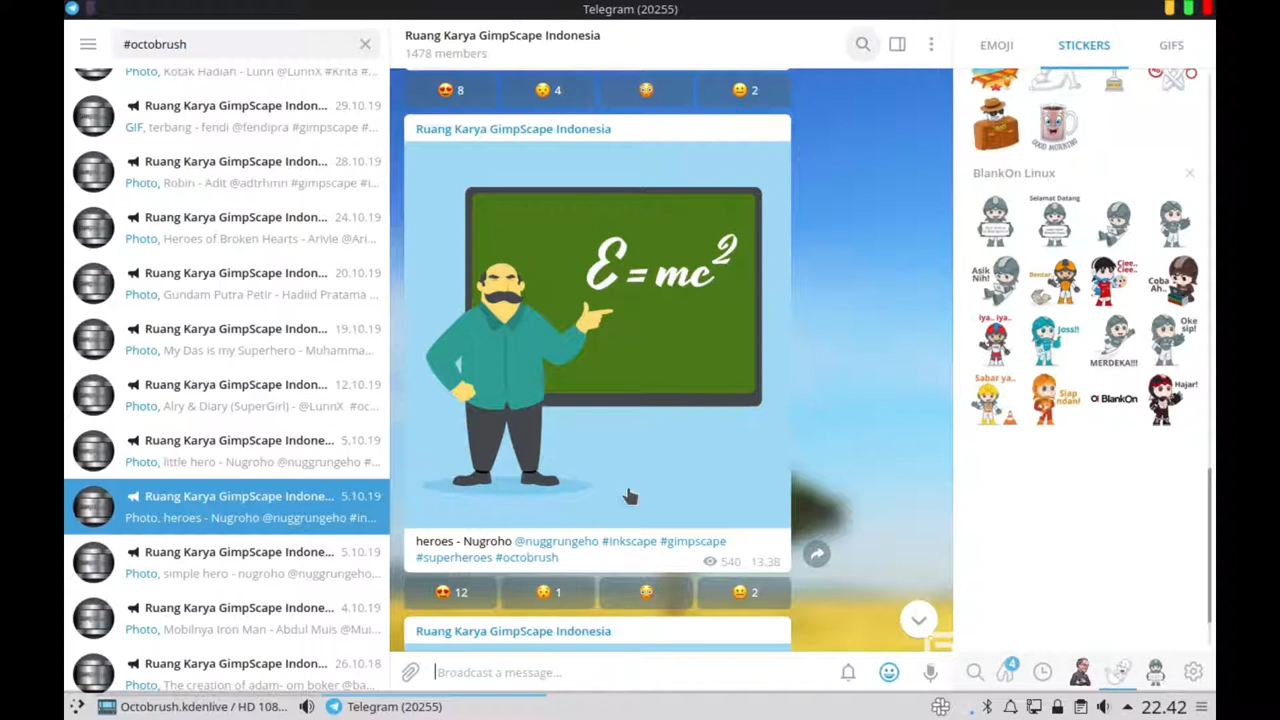 Telegram (20255)
#octobrush
Photo, Kotak Hadiah - Lunn @LunnX #Krita #...
Ruang Karya GimpScape Indon... 29.10.19
GIF, terbang - fendi @fendipra #gimpscape #...
Ruang Karya GimpScape Indon... 28.10.19
Photo, Robin - Adit @adtrhmn #gimpscape #i...
Ruang Karya GimpScape Indon... 24.10.19
Photo, Heroes of Broken Hearts - Arivle @Ari...
Ruang Karya GimpScape Indon... 20.10.19
Photo, Gundam Putra Petir - Hadiid Pratama ...
Ruang Karya GimpScape Indon... 19.10.19
Photo, My Das is my Superhero - Muhamma...
Ruang Karya GimpScape Indon... 12.10.19
Photo, Alry & Diary (SuperGirl) - @LunnX #oc...
Ruang Karya GimpScape Indone... 5.10.19
Photo, little hero - Nugroho @nuggrungeho #...
Ruang Karya GimpScape Indone... 5.10.19
Photo, heroes - Nugroho @nuggrungeho #in...
Ruang Karya GimpScape Indone... 5.10.19
Photo, simple hero - nugroho @nuggrungeho...
Ruang Karya GimpScape Indone... 4.10.19
Photo, Mobilnya Iron Man - Abdul Muis @Mui...
Ruang Karya GimpScape Indon... 26.10.18
Photo, The creation of adam- om boker @ba...
Ruang Karya GimpScape Indonesia
1478 members
8 4 2
Ruang Karya GimpScape Indonesia
E = mc²
heroes - Nugroho @nuggrungeho #inkscape #gimpscape
#superheroes #octobrush
540 13.38
12 1 2
Ruang Karya GimpScape Indonesia
Broadcast a message...
EMOJI STICKERS GIFS
GOOD MORNING
BlankOn Linux
Selamat Datang
Asik Nih!
Bentar..
Ciee.. Ciee..
Coba Ah..
Iya.. iya..
Joss!!
MERDEKA!!!
Oke sip!
Sabar ya..
Siap ndan!
BlankOn
Hajar!
4
Octobrush.kdenlive / HD 108... Telegram (20255) 22.42